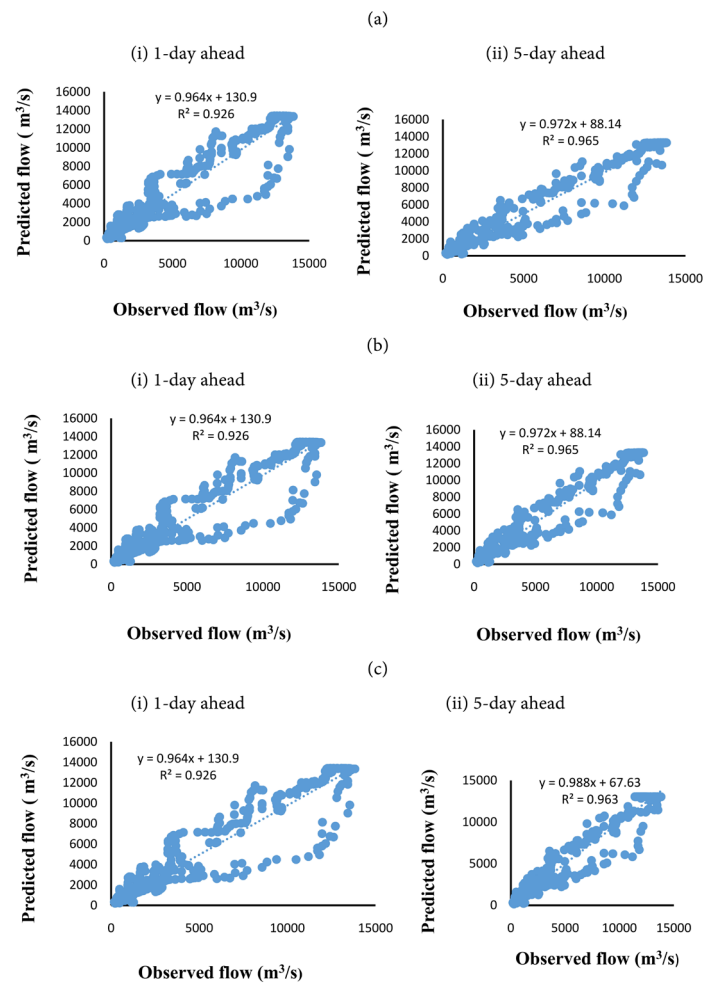 (a)
(i) 1-day ahead
(ii) 5-day ahead
16000
14000
12000
10000
8000
6000
4000
2000
0
y = 0.964x + 130.9
R² = 0.926
Predicted flow ( m³/s)
0 5000 10000 15000
Observed flow (m³/s)
16000
14000
12000
10000
8000
6000
4000
2000
0
y = 0.972x + 88.14
R² = 0.965
Predicted flow ( m³/s)
0 5000 10000 15000
Observed flow (m³/s)
(b)
(i) 1-day ahead
(ii) 5-day ahead
16000
14000
12000
10000
8000
6000
4000
2000
0
y = 0.964x + 130.9
R² = 0.926
Predicted flow ( m³/s)
0 5000 10000 15000
Observed flow (m³/s)
16000
14000
12000
10000
8000
6000
4000
2000
0
y = 0.972x + 88.14
R² = 0.965
Predicted flow ( m³/s)
0 5000 10000 15000
Observed flow (m³/s)
(c)
(i) 1-day ahead
(ii) 5-day ahead
16000
14000
12000
10000
8000
6000
4000
2000
0
y = 0.964x + 130.9
R² = 0.926
Predicted flow ( m³/s)
0 5000 10000 15000
Observed flow (m³/s)
15000
10000
5000
0
y = 0.988x + 67.63
R² = 0.963
Predicted flow (m³/s)
0 5000 10000 15000
Observed flow (m³/s)